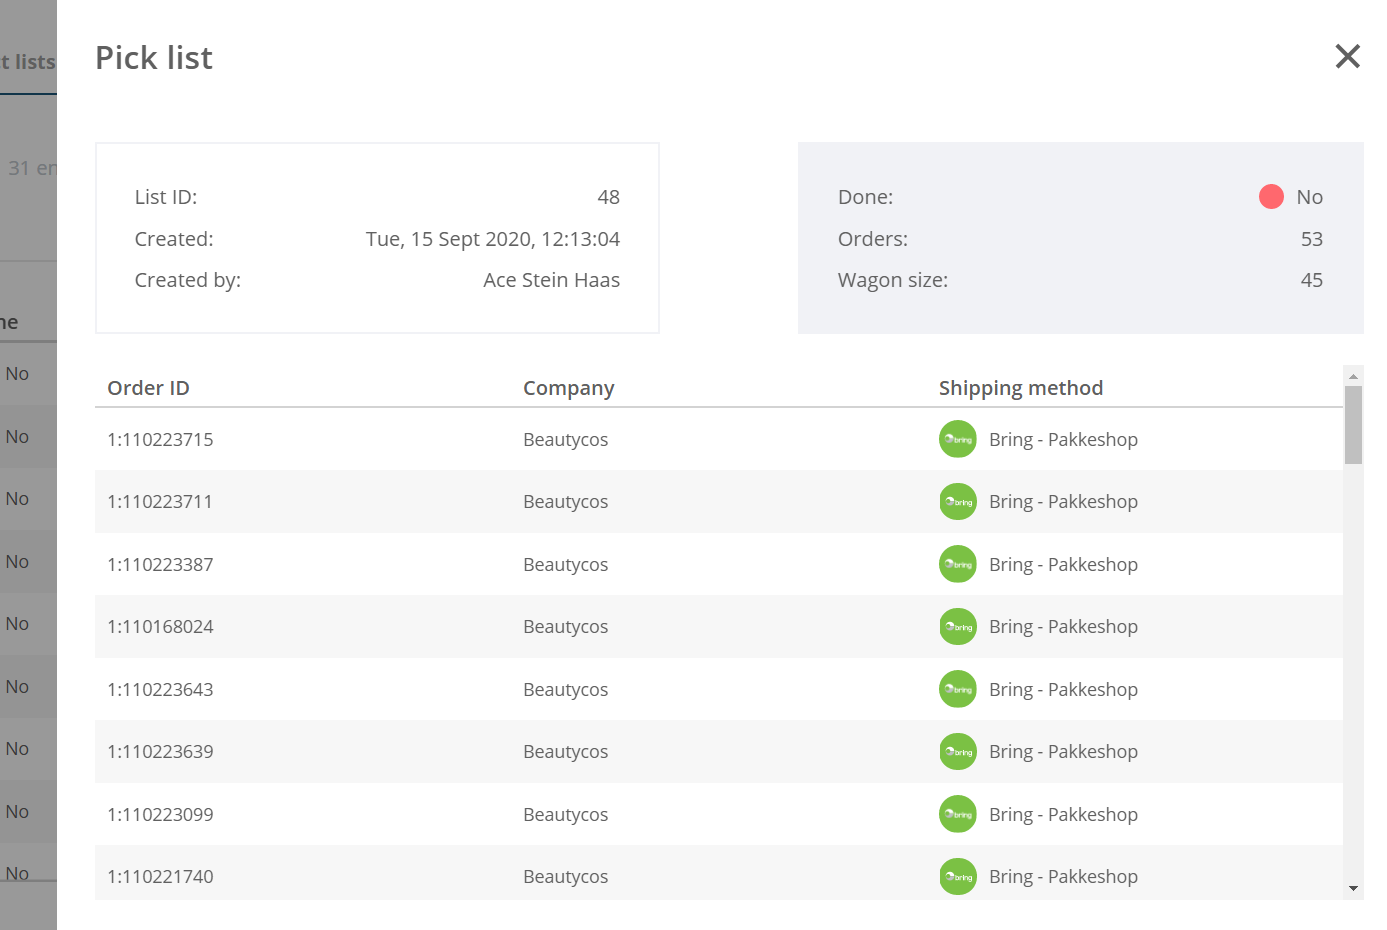 t lists
31 en
ne
No
No
No
No
No
No
No
No
No
Pick list
List ID: 48
Created: Tue, 15 Sept 2020, 12:13:04
Created by: Ace Stein Haas
Done: No
Orders: 53
Wagon size: 45
Order ID Company Shipping method
1:110223715 Beautycos bring Bring - Pakkeshop
1:110223711 Beautycos bring Bring - Pakkeshop
1:110223387 Beautycos bring Bring - Pakkeshop
1:110168024 Beautycos bring Bring - Pakkeshop
1:110223643 Beautycos bring Bring - Pakkeshop
1:110223639 Beautycos bring Bring - Pakkeshop
1:110223099 Beautycos bring Bring - Pakkeshop
1:110221740 Beautycos bring Bring - Pakkeshop